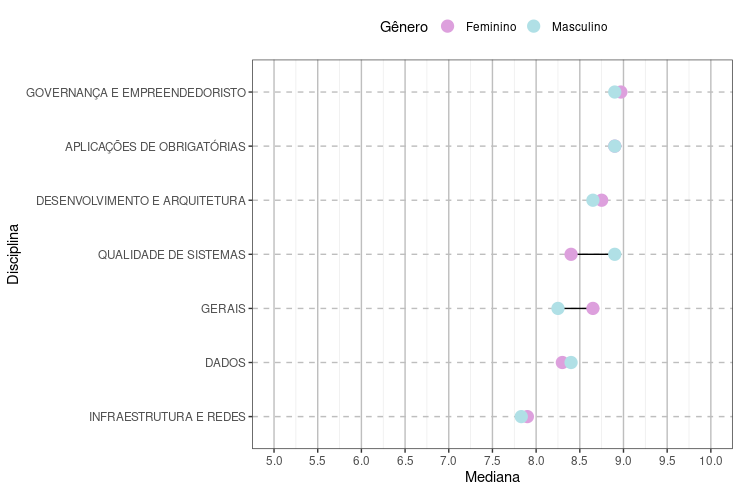 Gênero Feminino Masculino
GOVERNANÇA E EMPREENDEDORISTO
APLICAÇÕES DE OBRIGATÓRIAS
DESENVOLVIMENTO E ARQUITETURA
QUALIDADE DE SISTEMAS
GERAIS
DADOS
INFRAESTRUTURA E REDES
Disciplina
5.0 5.5 6.0 6.5 7.0 7.5 8.0 8.5 9.0 9.5 10.0
Mediana